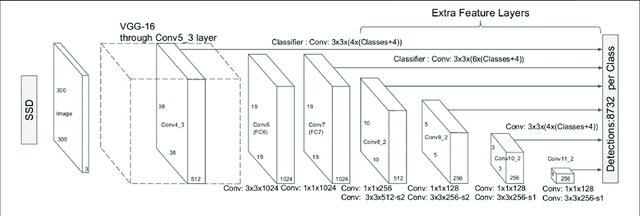 Extra Feature Layers
VGG-16
through Conv5_3 layer
Classifier : Conv: 3x3x(4x(Classes+4))
Classifier : Conv: 3x3x(6x(Classes+4))
SSD
300
Image
300
3
38
Conv4_3
38
512
19
Conv6
(FC6)
19
1024
19
Conv7
(FC7)
19
1024
10
Conv8_2
10
512
5
Conv9_2
5
256
Conv: 3x3x(4x(Classes+4))
3
Conv10_2
3
256
Conv11_2
256
Detections:8732 per Class
Conv: 3x3x1024
Conv: 1x1x1024
Conv: 1x1x256
Conv: 3x3x512-s2
Conv: 1x1x128
Conv: 3x3x256-s2
Conv: 1x1x128
Conv: 3x3x256-s1
Conv: 1x1x128
Conv: 3x3x256-s1